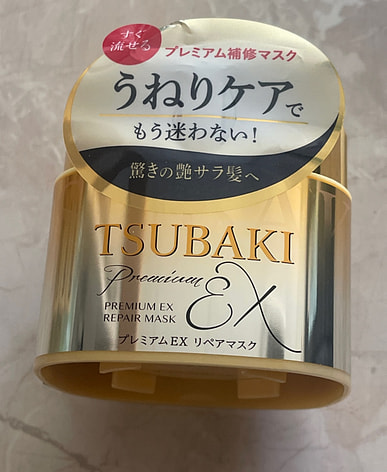 すぐ
流せる
プレミアム補修マスク
うねりケアで
もう迷わない!
驚きの艶サラ髪へ
TSUBAKI
Premium EX
PREMIUM EX
REPAIR MASK
プレミアムEX リペアマスク